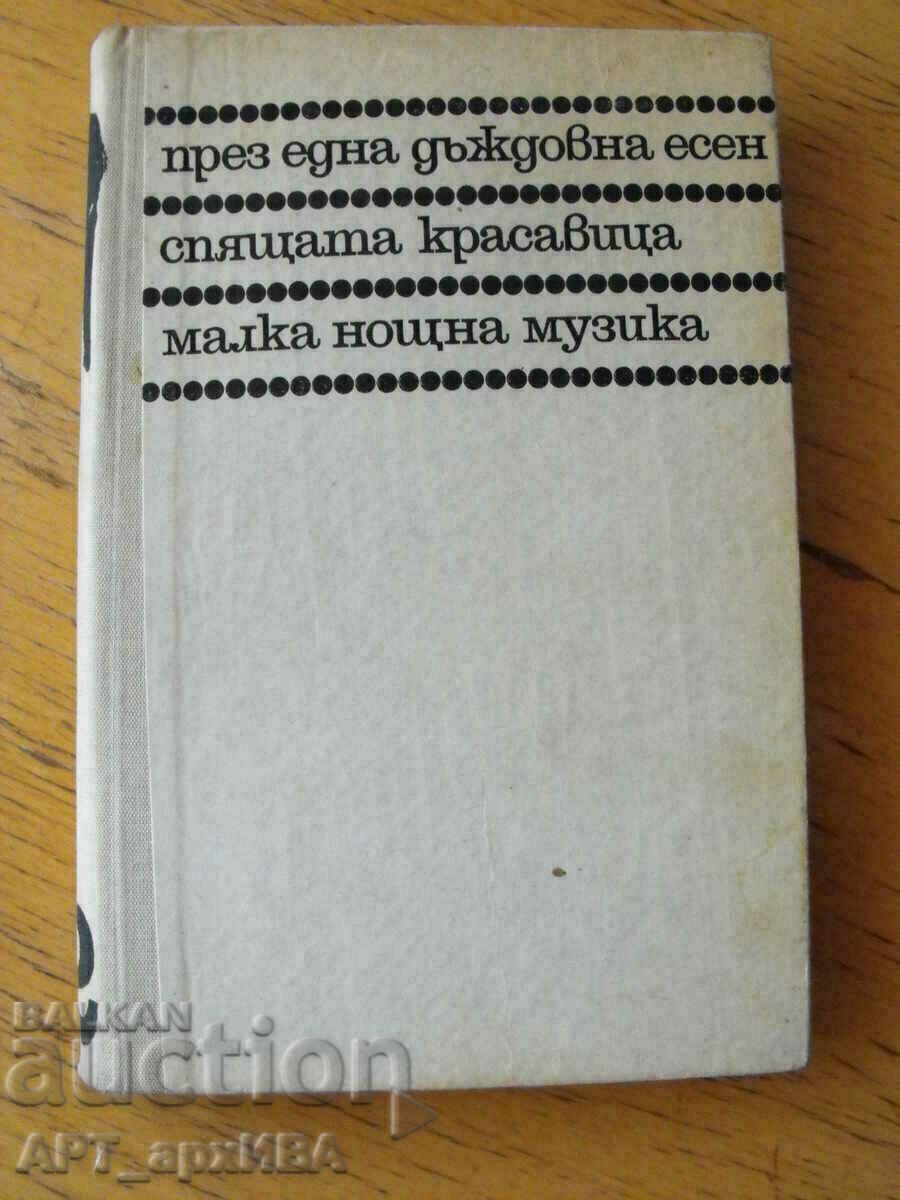 през една дъждовна есен
спящата красавица
малка нощна музика
BALKAN
auction
АРТ_архИВА